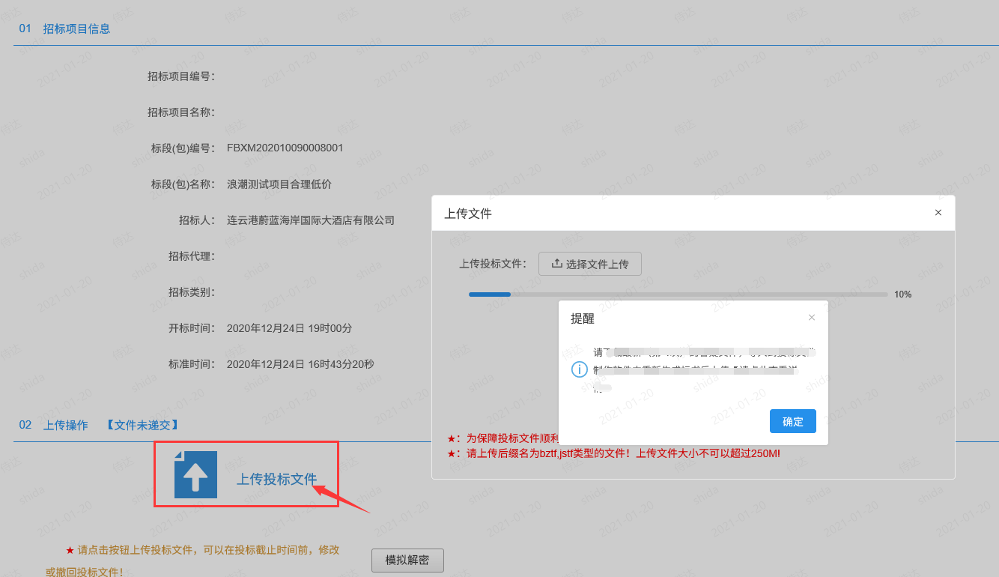 01 招标项目信息
招标项目编号：
招标项目名称：
标段(包)编号： FBXM202010090008001
标段(包)名称： 浪潮测试项目合理低价
招标人： 连云港蔚蓝海岸国际大酒店有限公司
招标代理：
招标类别：
开标时间： 2020年12月24日 19时00分
标准时间： 2020年12月24日 16时43分20秒
02 上传操作 【文件未递交】
上传投标文件
★ 请点击按钮上传投标文件，可以在投标截止时间前，修改
或撤回投标文件！
模拟解密
上传文件 ×
上传投标文件： 选择文件上传
10%
提醒 ×
请
确定
★：为保障投标文件顺利
★：请上传后缀名为bztf,jstf类型的文件！上传文件大小不可以超过250M!
侍达
shida
2021-01-20